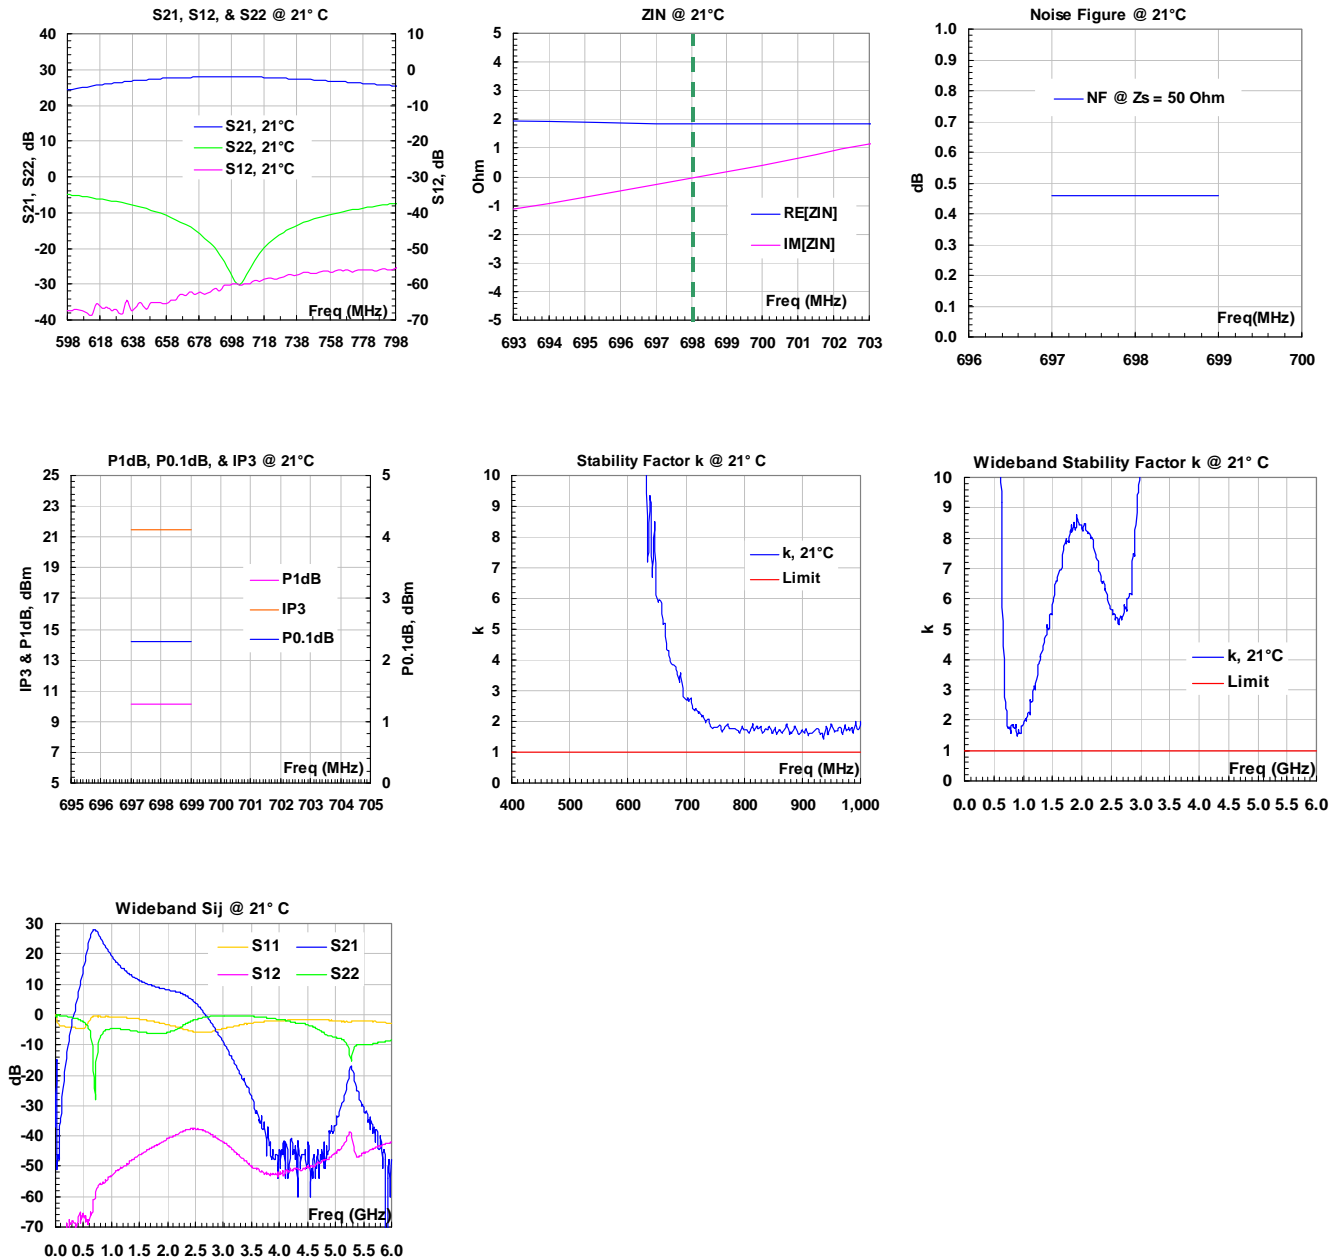 S21, S12, & S22 @ 21° C
40
30
20
10
0
-10
-20
-30
-40
S21, S22, dB
10
0
-10
-20
-30
-40
-50
-60
-70
S12, dB
S21, 21°C
S22, 21°C
S12, 21°C
Freq (MHz)
598 618 638 658 678 698 718 738 758 778 798
ZIN @ 21°C
5
4
3
2
1
0
-1
-2
-3
-4
-5
Ohm
RE[ZIN]
IM[ZIN]
Freq (MHz)
693 694 695 696 697 698 699 700 701 702 703
Noise Figure @ 21°C
1.0
0.9
0.8
0.7
0.6
0.5
0.4
0.3
0.2
0.1
0.0
dB
NF @ Zs = 50 Ohm
Freq(MHz)
696 697 698 699 700
P1dB, P0.1dB, & IP3 @ 21°C
25
23
21
19
17
15
13
11
9
7
5
IP3 & P1dB, dBm
5
4
3
2
1
0
P0.1dB, dBm
P1dB
IP3
P0.1dB
Freq (MHz)
695 696 697 698 699 700 701 702 703 704 705
Stability Factor k @ 21° C
10
9
8
7
6
5
4
3
2
1
0
k
k, 21°C
Limit
Freq (MHz)
400 500 600 700 800 900 1,000
Wideband Stability Factor k @ 21° C
10
9
8
7
6
5
4
3
2
1
0
k
k, 21°C
Limit
Freq (GHz)
0.0 0.5 1.0 1.5 2.0 2.5 3.0 3.5 4.0 4.5 5.0 5.5 6.0
Wideband Sij @ 21° C
30
20
10
0
-10
-20
-30
-40
-50
-60
-70
dB
S11 S21
S12 S22
Freq (GHz)
0.0 0.5 1.0 1.5 2.0 2.5 3.0 3.5 4.0 4.5 5.0 5.5 6.0